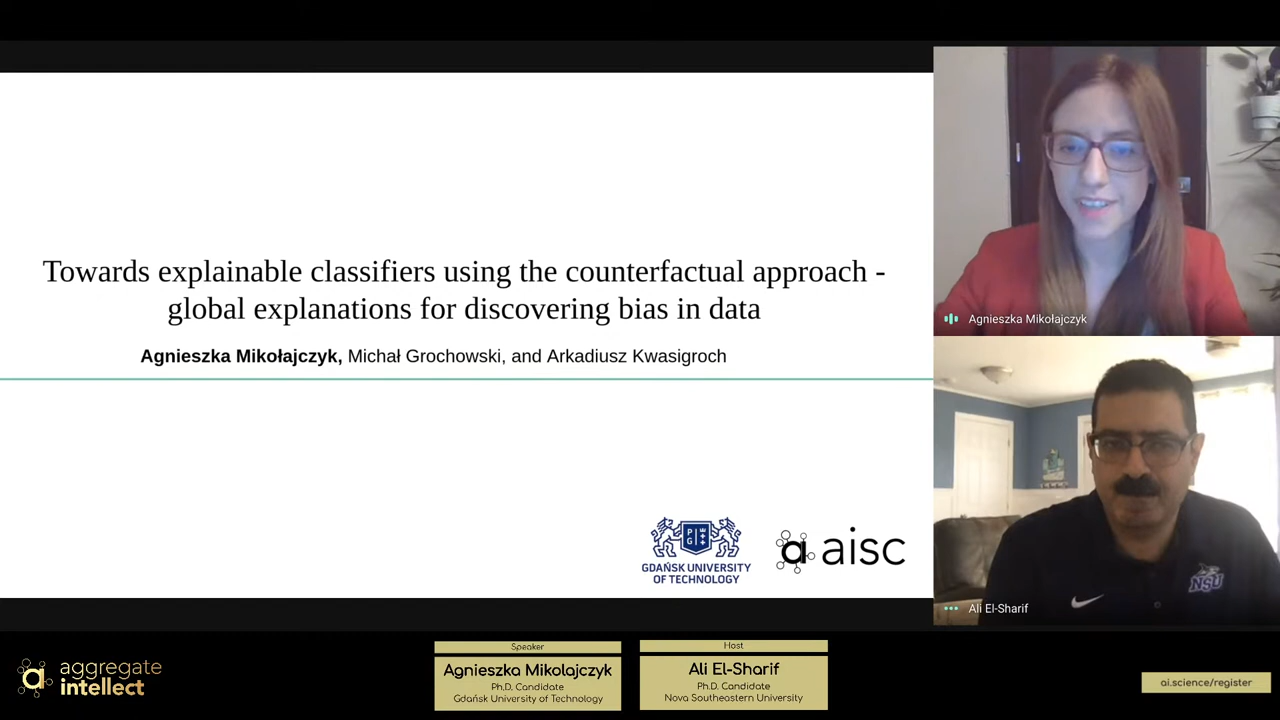 Towards explainable classifiers using the counterfactual approach -
global explanations for discovering bias in data
Agnieszka Mikołajczyk, Michał Grochowski, and Arkadiusz Kwasigroch
P G
GDAŃSK UNIVERSITY
OF TECHNOLOGY
a aisc
Agnieszka Mikołajczyk
NSU
Ali El-Sharif
a aggregate
intellect
Speaker
Agnieszka Mikolajczyk
Ph.D. Candidate
Gdańsk University of Technology
Host
Ali El-Sharif
Ph.D. Candidate
Nova Southeastern University
ai.science/register